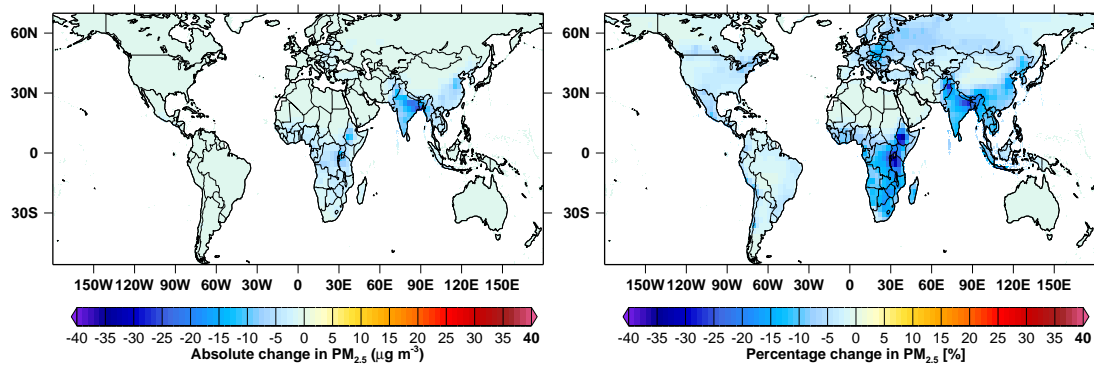 60N
30N
0
30S
150W 120W 90W 60W 30W 0 30E 60E 90E 120E 150E
-40 -35 -30 -25 -20 -15 -10 -5 0 5 10 15 20 25 30 35 40
Absolute change in PM2.5 (μg m-3)
60N
30N
0
30S
150W 120W 90W 60W 30W 0 30E 60E 90E 120E 150E
-40 -35 -30 -25 -20 -15 -10 -5 0 5 10 15 20 25 30 35 40
Percentage change in PM2.5 [%]